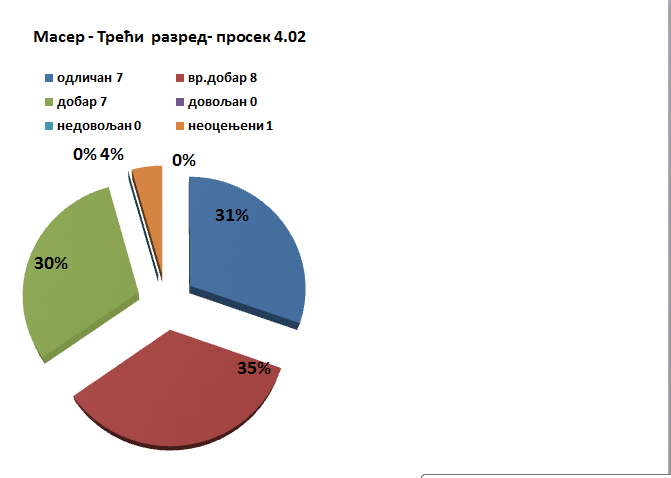 Масер - Трећи  разред- просек 4.02
одличан 7
вр.добар 8
добар 7
довољан 0
недовољан 0
неоцењени 1
0% 4%
0%
31%
30%
35%